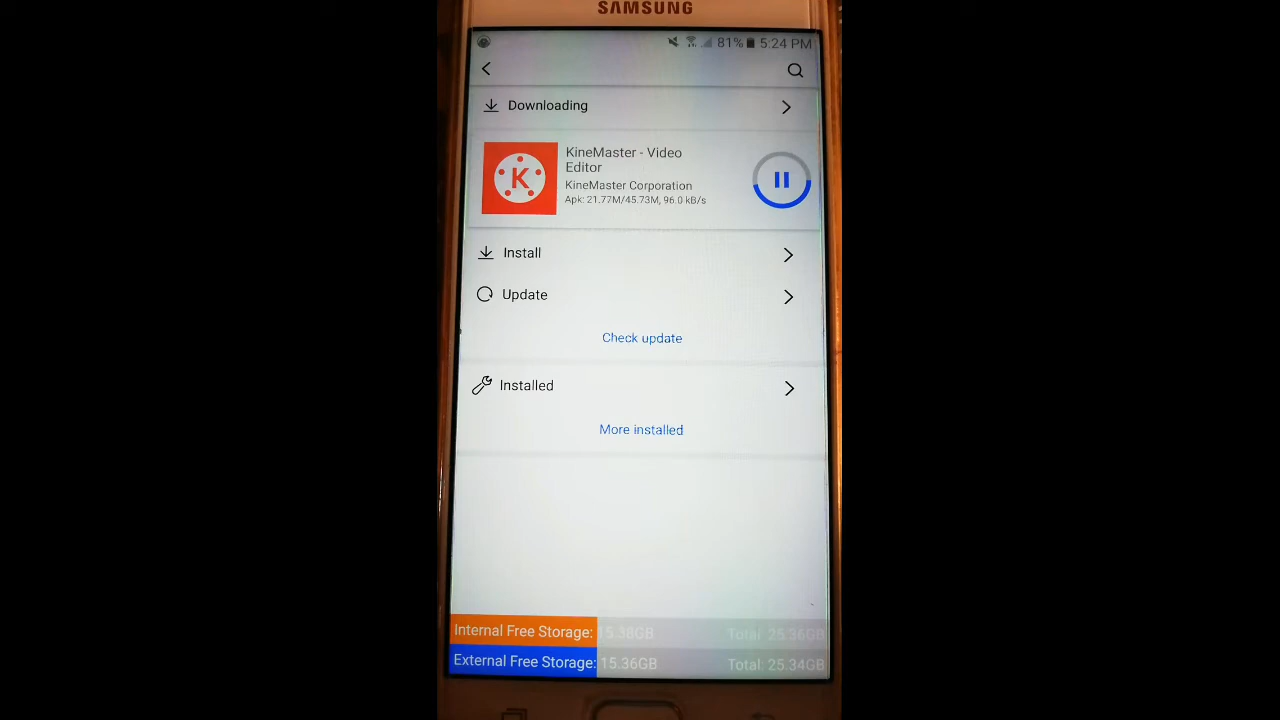 SAMSUNG
81% 5:24 PM
Downloading
K
KineMaster - Video
Editor
KineMaster Corporation
Apk: 21.77M/45.73M, 96.0 kB/s
Install
Update
Check update
Installed
More installed
Internal Free Storage: 15.38GB Total: 25.36GB
External Free Storage: 15.36GB Total: 25.34GB